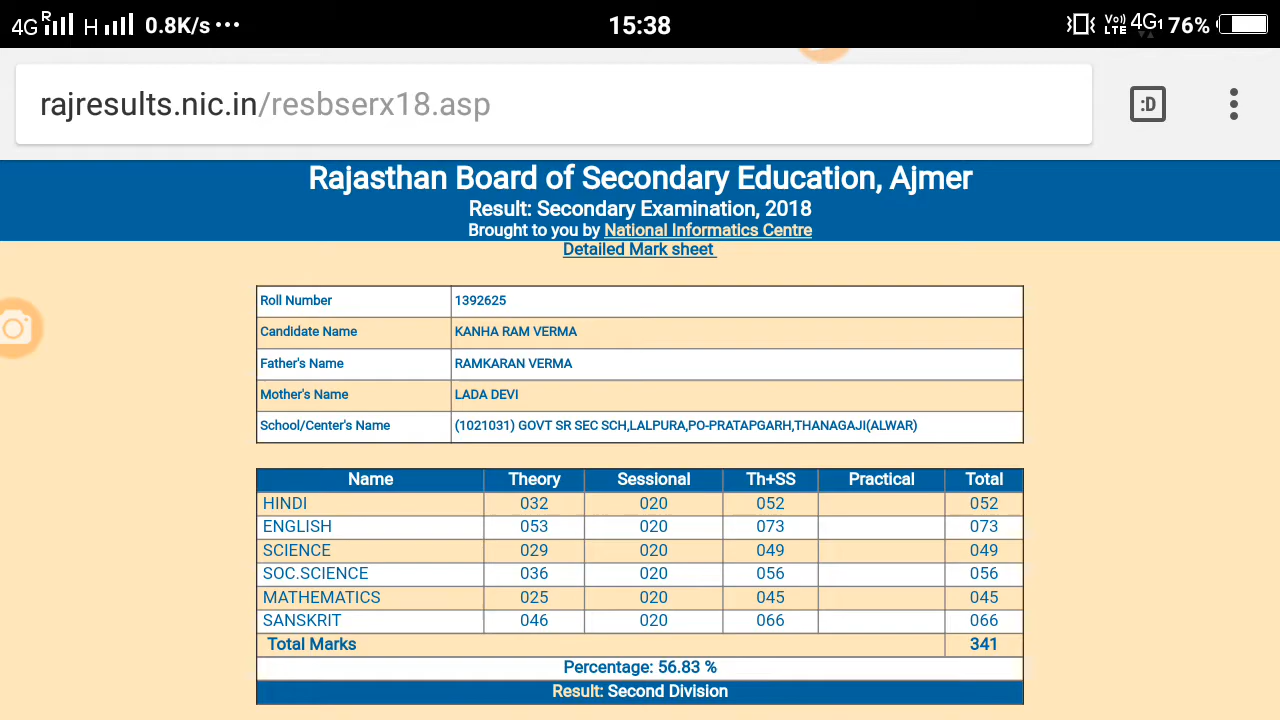 4G R H 0.8K/s ••• 15:38 Vo)) LTE 4G1 76%
rajresults.nic.in/resbserx18.asp :D
Rajasthan Board of Secondary Education, Ajmer
Result: Secondary Examination, 2018
Brought to you by National Informatics Centre
Detailed Mark sheet
Roll Number 1392625
Candidate Name KANHA RAM VERMA
Father's Name RAMKARAN VERMA
Mother's Name LADA DEVI
School/Center's Name (1021031) GOVT SR SEC SCH,LALPURA,PO-PRATAPGARH,THANAGAJI(ALWAR)
Name Theory Sessional Th+SS Practical Total
HINDI 032 020 052 052
ENGLISH 053 020 073 073
SCIENCE 029 020 049 049
SOC.SCIENCE 036 020 056 056
MATHEMATICS 025 020 045 045
SANSKRIT 046 020 066 066
Total Marks 341
Percentage: 56.83 %
Result: Second Division